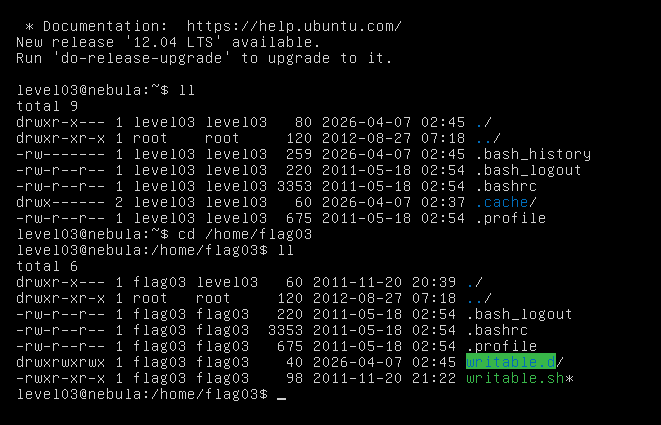 * Documentation:  https://help.ubuntu.com/
New release '12.04 LTS' available.
Run 'do-release-upgrade' to upgrade to it.

level03@nebula:~$ ll
total 9
drwxr-x--- 1 level03 level03   80 2026-04-07 02:45 ./
drwxr-xr-x 1 root    root     120 2012-08-27 07:18 ../
-rw------- 1 level03 level03  259 2026-04-07 02:45 .bash_history
-rw-r--r-- 1 level03 level03  220 2011-05-18 02:54 .bash_logout
-rw-r--r-- 1 level03 level03 3353 2011-05-18 02:54 .bashrc
drwx------ 2 level03 level03   60 2026-04-07 02:37 .cache/
-rw-r--r-- 1 level03 level03  675 2011-05-18 02:54 .profile
level03@nebula:~$ cd /home/flag03
level03@nebula:/home/flag03$ ll
total 6
drwxr-x--- 1 flag03 level03   60 2011-11-20 20:39 ./
drwxr-xr-x 1 root   root     120 2012-08-27 07:18 ../
-rw-r--r-- 1 flag03 flag03   220 2011-05-18 02:54 .bash_logout
-rw-r--r-- 1 flag03 flag03  3353 2011-05-18 02:54 .bashrc
-rw-r--r-- 1 flag03 flag03   675 2011-05-18 02:54 .profile
drwxrwxrwx 1 flag03 flag03    40 2026-04-07 02:45 writable.d/
-rwxr-xr-x 1 flag03 flag03    98 2011-11-20 21:22 writable.sh*
level03@nebula:/home/flag03$ _